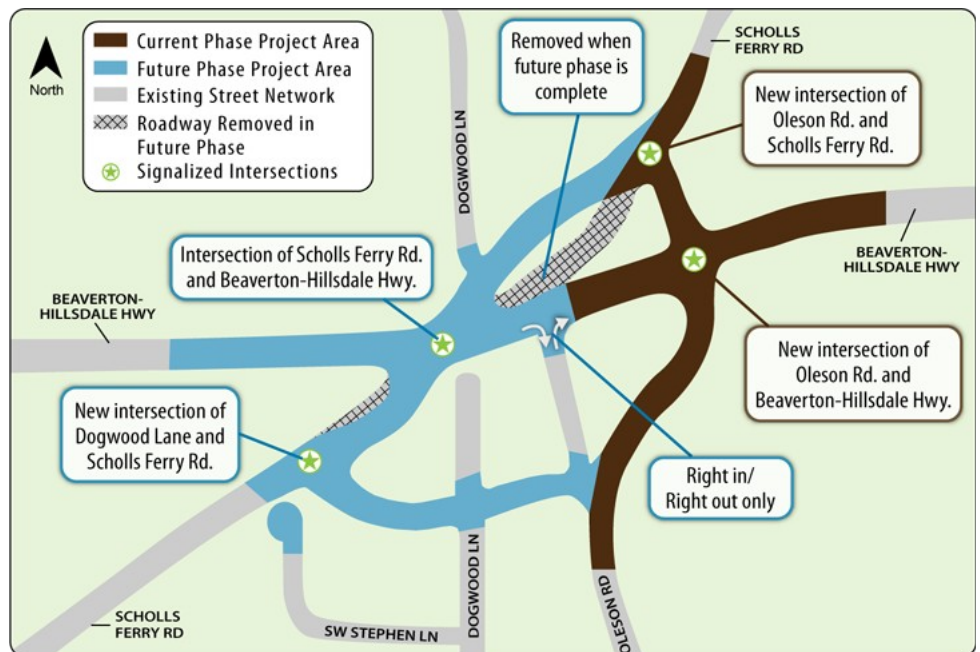 North
Current Phase Project Area
Future Phase Project Area
Existing Street Network
Roadway Removed in
Future Phase
Signalized Intersections
DOGWOOD LN
Removed when
future phase is
complete
SCHOLLS
FERRY RD
New intersection of
Oleson Rd. and
Scholls Ferry Rd.
Intersection of Scholls Ferry Rd.
and Beaverton-Hillsdale Hwy.
BEAVERTON-
HILLSDALE HWY
BEAVERTON-
HILLSDALE HWY
New intersection of
Dogwood Lane and
Scholls Ferry Rd.
New intersection of
Oleson Rd. and
Beaverton-Hillsdale Hwy.
Right in/
Right out only
SCHOLLS
FERRY RD
SW STEPHEN LN
DOGWOOD LN
OLESON RD